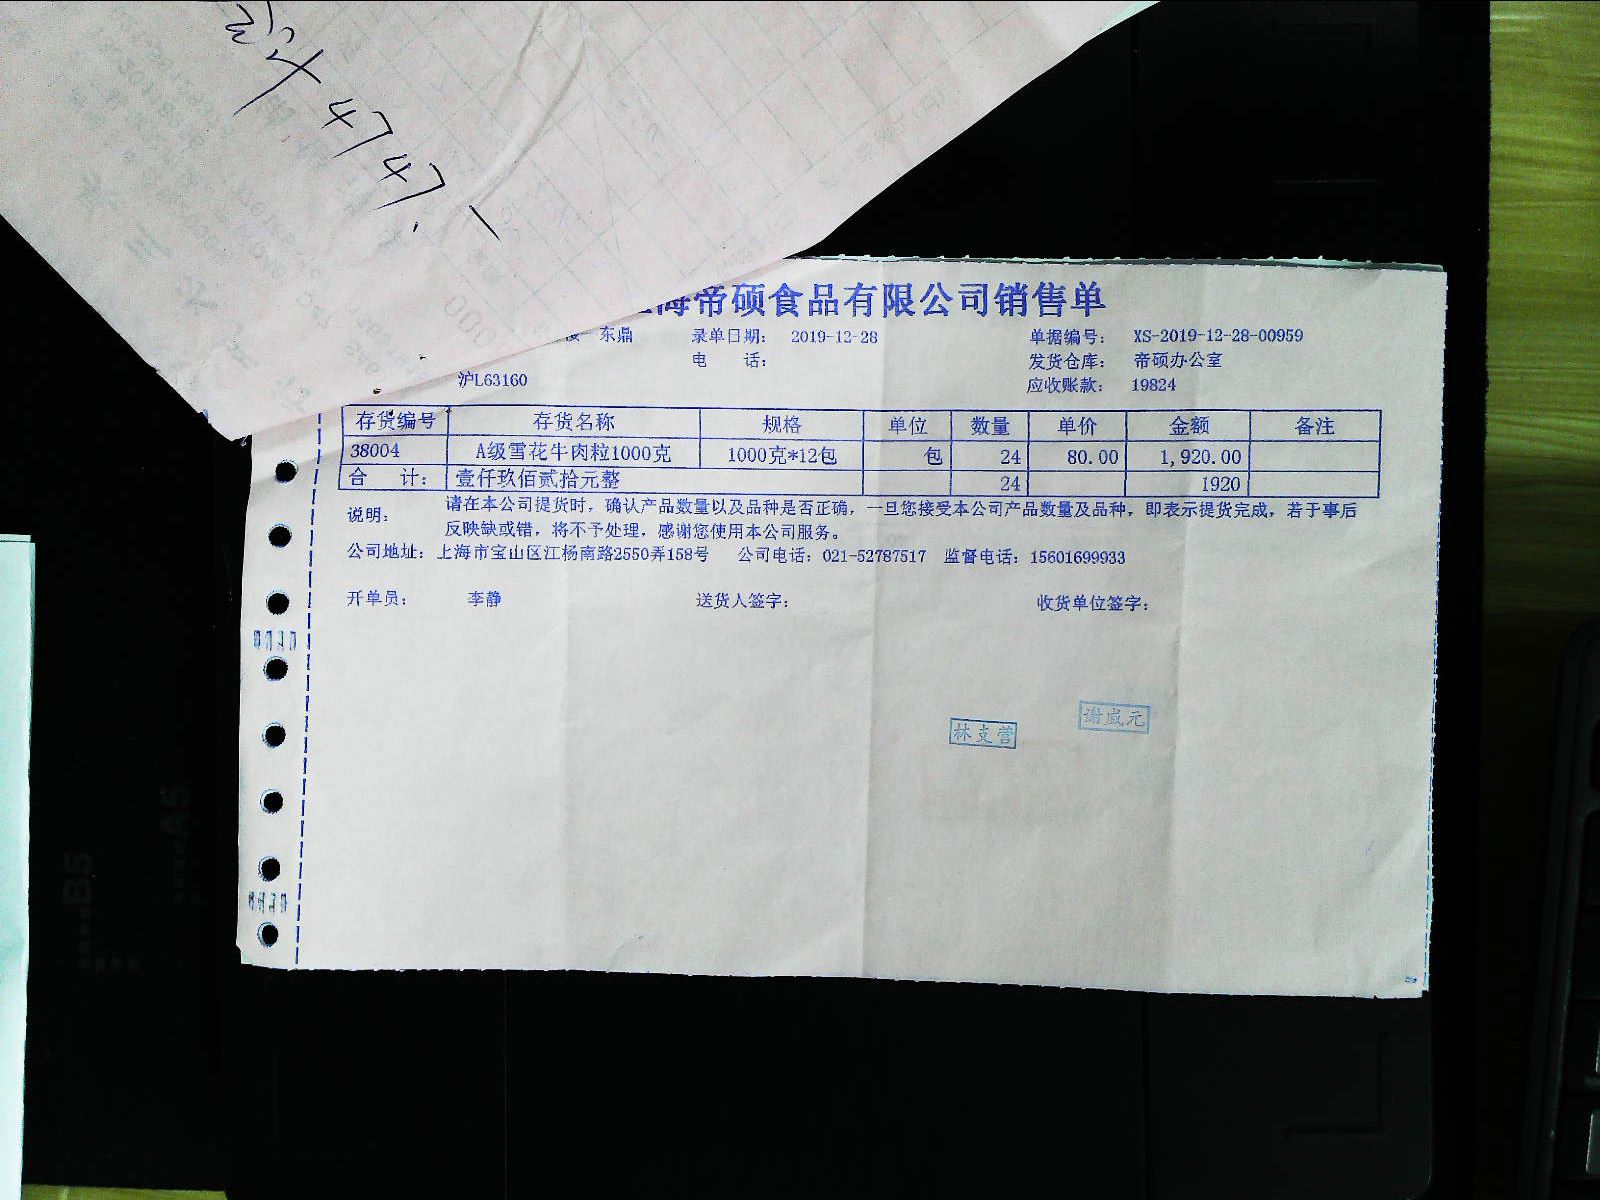 合计 4747.1
海帝硕食品有限公司销售单
东鼎 录单日期: 2019-12-28 单据编号: XS-2019-12-28-00959
电 话: 发货仓库: 帝硕办公室
沪L63160 应收账款: 19824
存货编号 存货名称 规格 单位 数量 单价 金额 备注
38004 A级雪花牛肉粒1000克 1000克*12包 包 24 80.00 1,920.00
合 计: 壹仟玖佰贰拾元整 24 1920
说明: 请在本公司提货时，确认产品数量以及品种是否正确，一旦您接受本公司产品数量及品种，即表示提货完成，若于事后
反映缺或错，将不予处理，感谢您使用本公司服务。
公司地址: 上海市宝山区江杨南路2550弄158号 公司电话: 021-52787517 监督电话: 15601699933
开单员: 李静 送货人签字: 收货单位签字:
谢威元
林支营
B5
A5